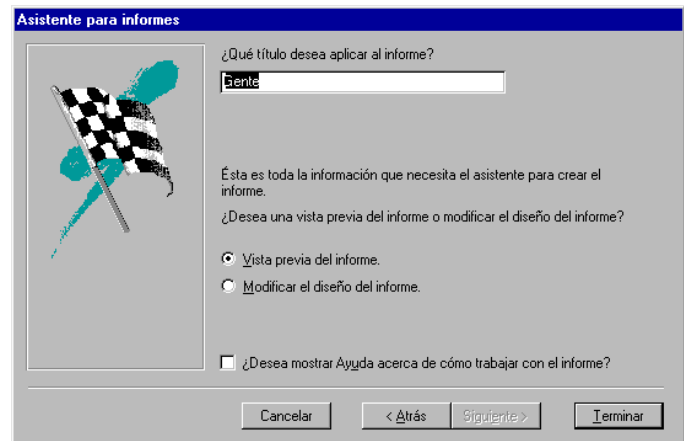 Asistente para informes
¿Qué título desea aplicar al informe?
Gente
Ésta es toda la información que necesita el asistente para crear el
informe.
¿Desea una vista previa del informe o modificar el diseño del informe?
Vista previa del informe.
Modificar el diseño del informe.
¿Desea mostrar Ayuda acerca de cómo trabajar con el informe?
Cancelar
< Atrás
Siguiente >
Terminar